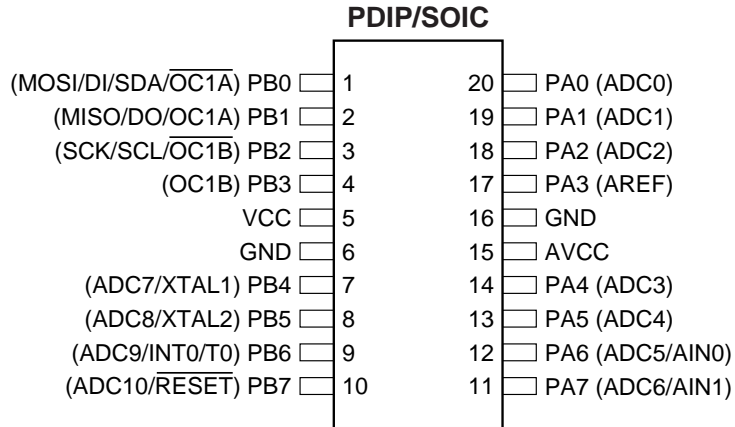 PDIP/SOIC
(MOSI/DI/SDA/OC1A) PB0 1 20 PA0 (ADC0)
(MISO/DO/OC1A) PB1 2 19 PA1 (ADC1)
(SCK/SCL/OC1B) PB2 3 18 PA2 (ADC2)
(OC1B) PB3 4 17 PA3 (AREF)
VCC 5 16 GND
GND 6 15 AVCC
(ADC7/XTAL1) PB4 7 14 PA4 (ADC3)
(ADC8/XTAL2) PB5 8 13 PA5 (ADC4)
(ADC9/INT0/T0) PB6 9 12 PA6 (ADC5/AIN0)
(ADC10/RESET) PB7 10 11 PA7 (ADC6/AIN1)